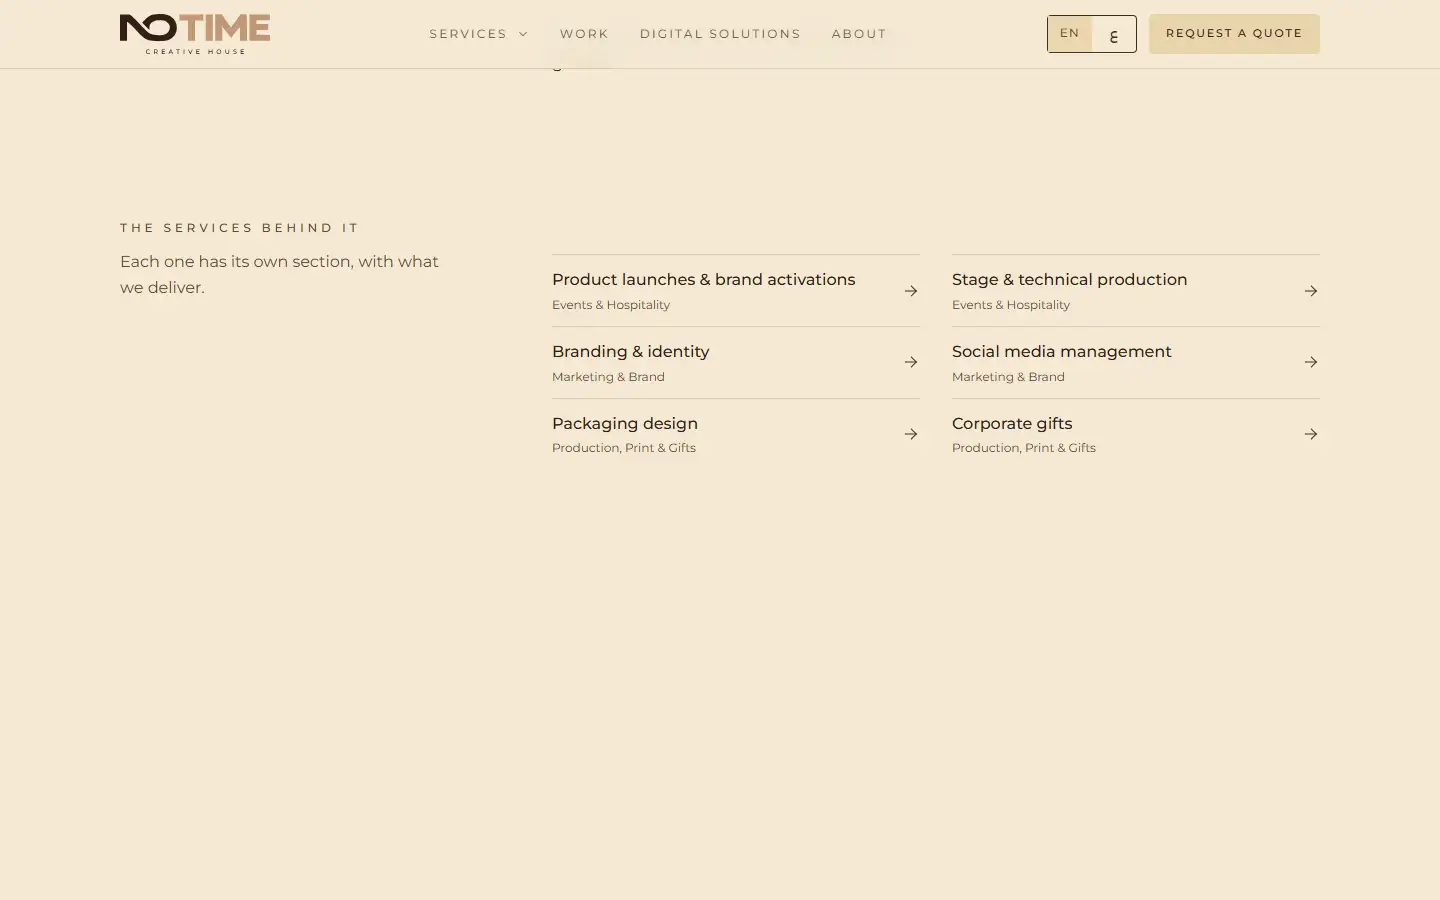 NOTIME
CREATIVE HOUSE
SERVICES
WORK
DIGITAL SOLUTIONS
ABOUT
EN
ع
REQUEST A QUOTE
THE SERVICES BEHIND IT
Each one has its own section, with what
we deliver.
Product launches & brand activations
Events & Hospitality
Stage & technical production
Events & Hospitality
Branding & identity
Marketing & Brand
Social media management
Marketing & Brand
Packaging design
Production, Print & Gifts
Corporate gifts
Production, Print & Gifts